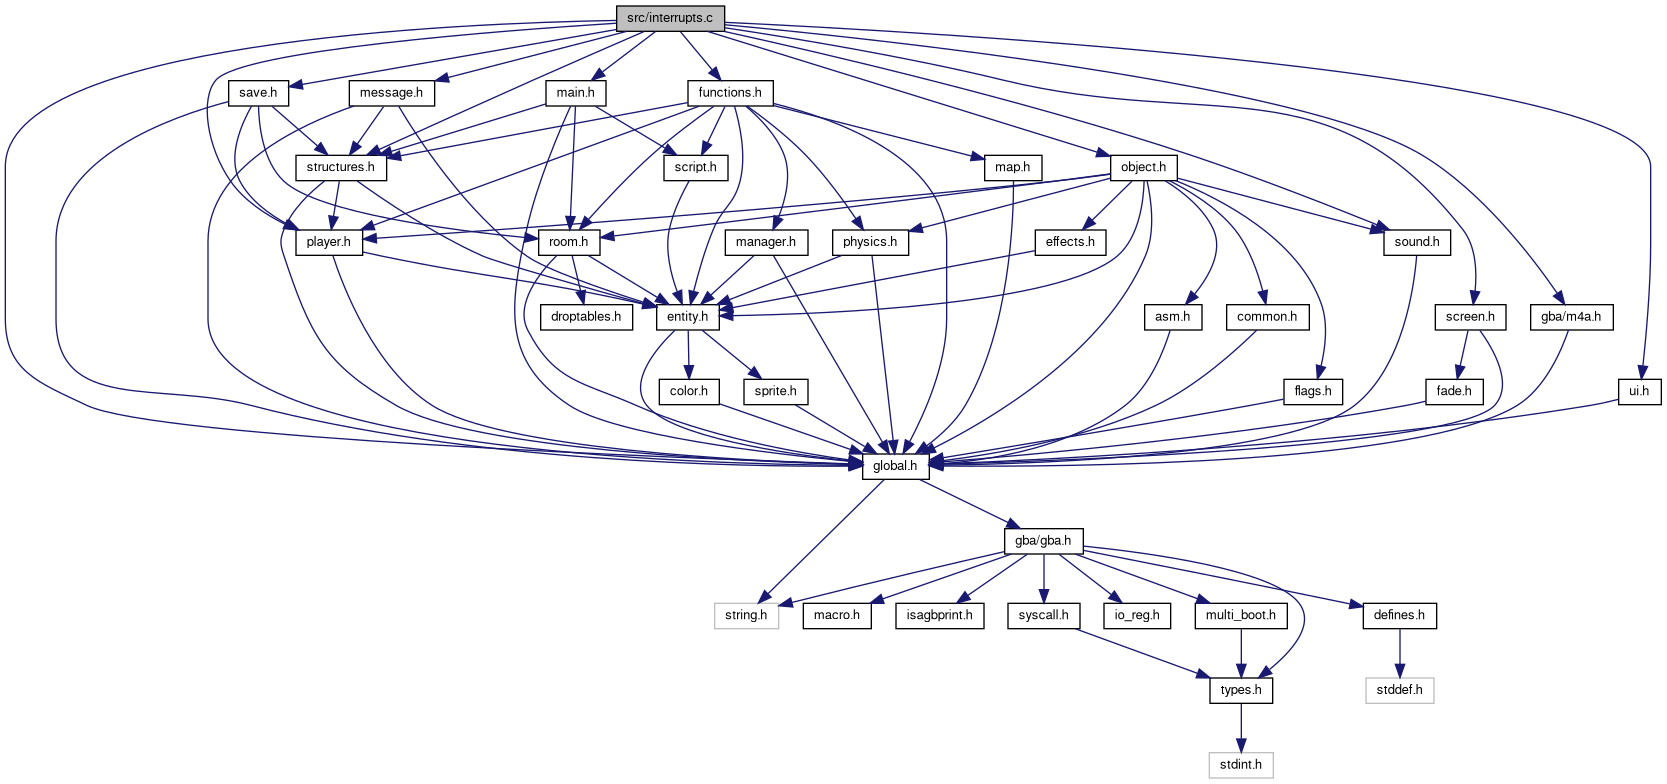 src/interrupts.c
save.h
message.h
main.h
functions.h
structures.h
script.h
map.h
object.h
player.h
room.h
manager.h
physics.h
effects.h
sound.h
droptables.h
entity.h
asm.h
common.h
screen.h
gba/m4a.h
color.h
sprite.h
flags.h
fade.h
ui.h
global.h
gba/gba.h
string.h
macro.h
isagbprint.h
syscall.h
io_reg.h
multi_boot.h
defines.h
types.h
stddef.h
stdint.h